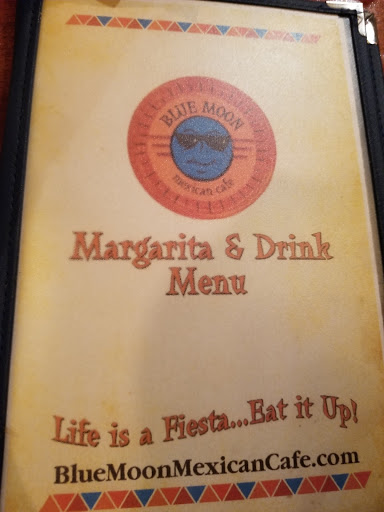 BLUE MOON
mexican cafe
Margarita & Drink
Menu
Life is a Fiesta...Eat it Up!
BlueMoonMexicanCafe.com